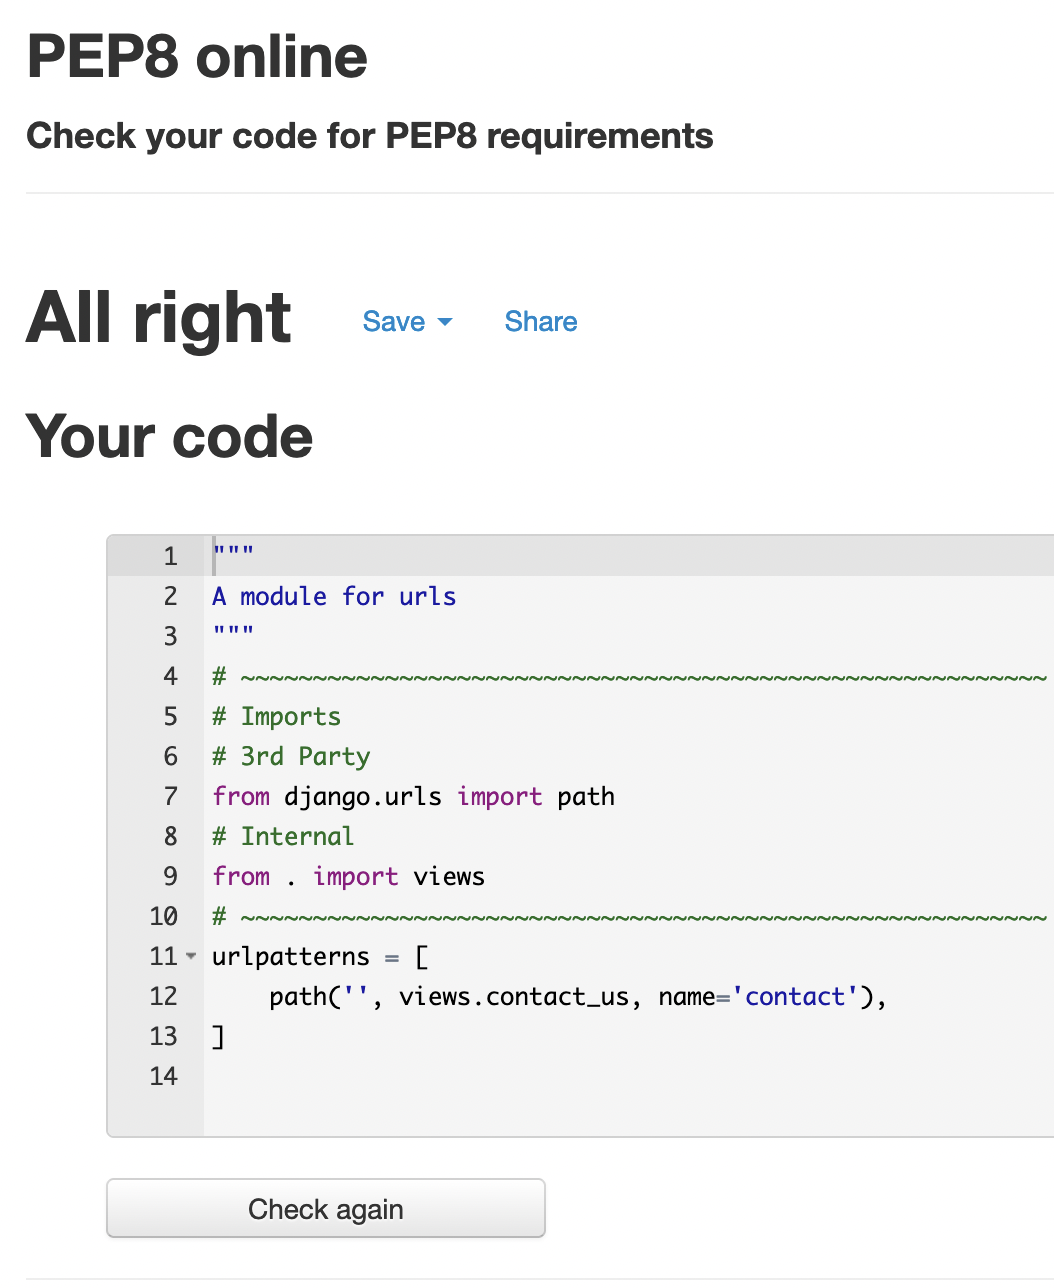 PEP8 online
Check your code for PEP8 requirements
All right Save Share
Your code
1 """
2 A module for urls
3 """
4 # ~~~~~~~~~~~~~~~~~~~~~~~~~~~~~~~~~~~~~~~~~~~~~~~~~~~~~~~~
5 # Imports
6 # 3rd Party
7 from django.urls import path
8 # Internal
9 from . import views
10 # ~~~~~~~~~~~~~~~~~~~~~~~~~~~~~~~~~~~~~~~~~~~~~~~~~~~~~~~~
11 urlpatterns = [
12     path('', views.contact_us, name='contact'),
13 ]
14
Check again